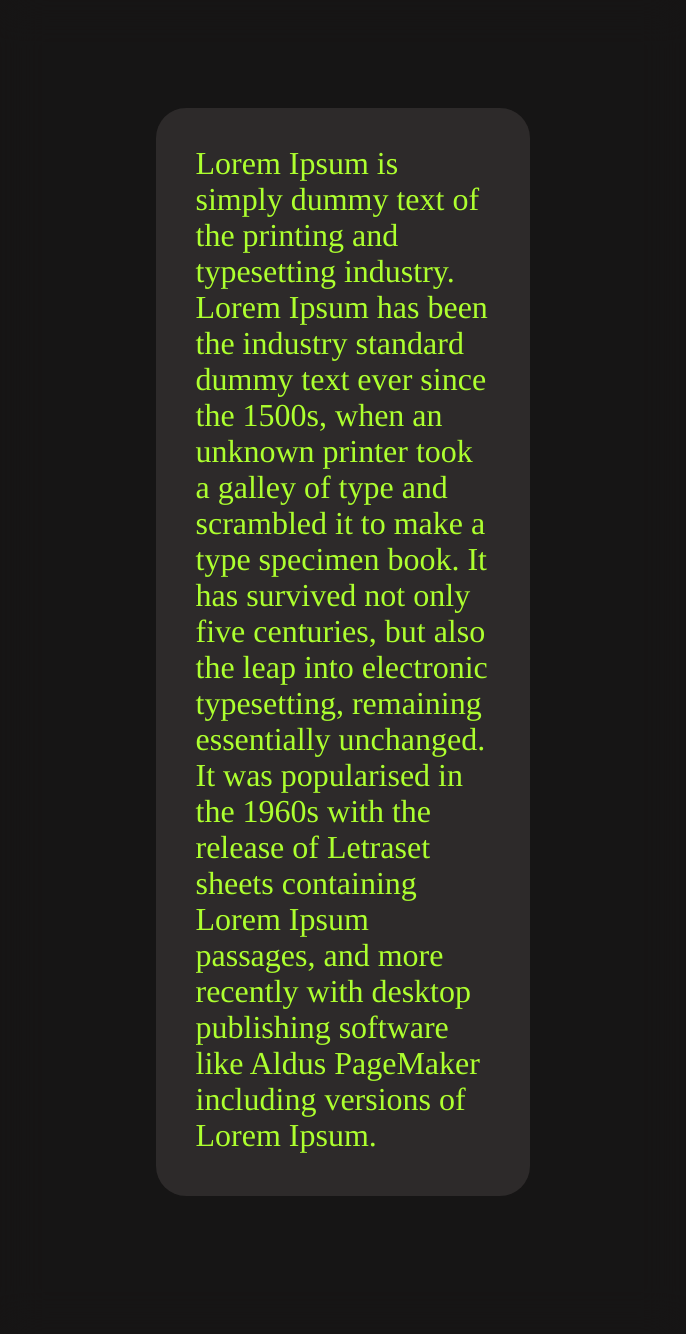 Lorem Ipsum is
simply dummy text of
the printing and
typesetting industry.
Lorem Ipsum has been
the industry standard
dummy text ever since
the 1500s, when an
unknown printer took
a galley of type and
scrambled it to make a
type specimen book. It
has survived not only
five centuries, but also
the leap into electronic
typesetting, remaining
essentially unchanged.
It was popularised in
the 1960s with the
release of Letraset
sheets containing
Lorem Ipsum
passages, and more
recently with desktop
publishing software
like Aldus PageMaker
including versions of
Lorem Ipsum.